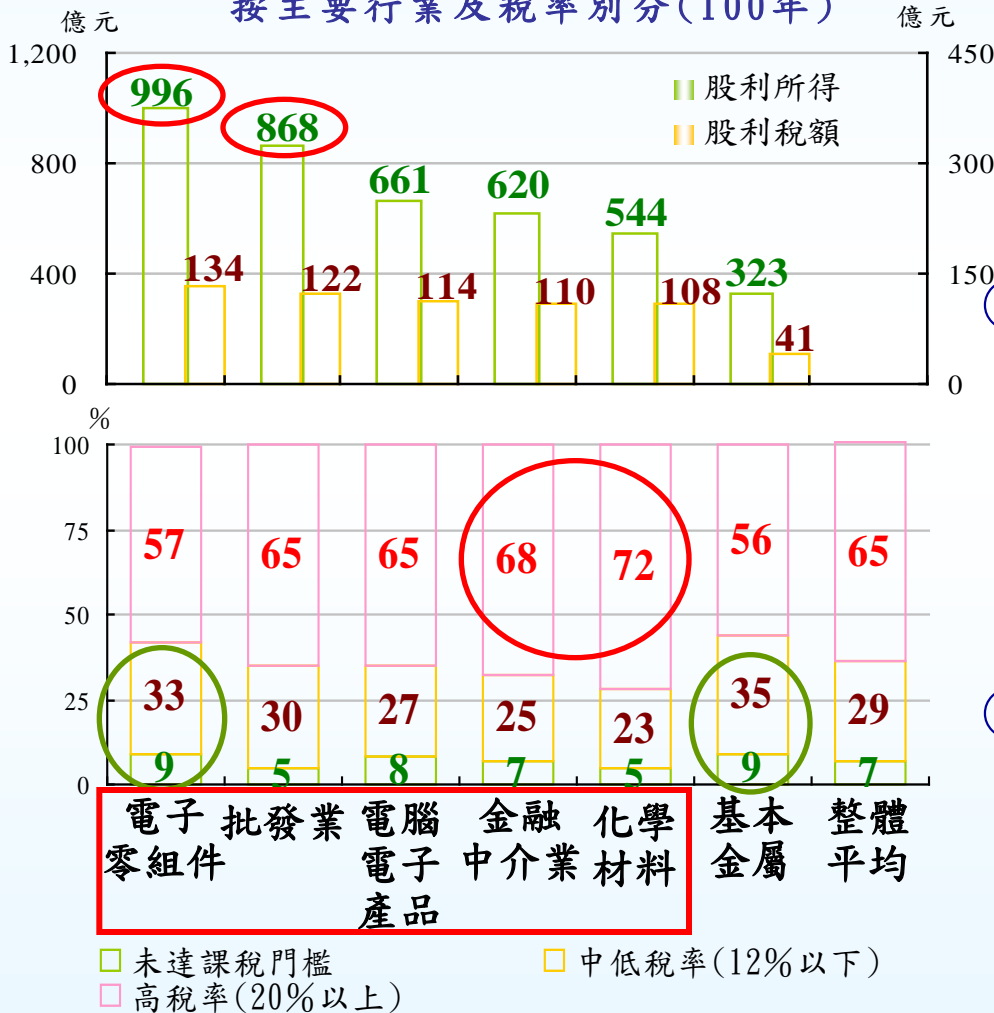 按主要行業及稅率別分(100年)
億元 億元
1,200 450
996
股利所得
868
股利稅額
800 300
661 620 544
400 134 122 114 110 108 323 150
41
0 0
%
100
75
57 65 65 68 72 56 65
50
25 33 30 27 25 23 35 29
0 9 5 8 7 5 9 7
電子 批發業 電腦 金融 化學 基本 整體
零組件 電子 中介業 材料 金屬 平均
產品
未達課稅門檻 中低稅率(12%以下)
高稅率(20%以上)